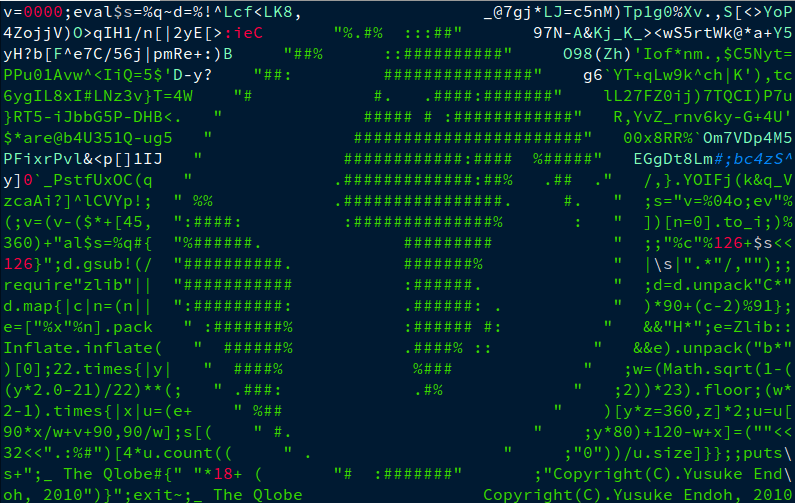 v=0000;eval$s=%q~d=%!^Lcf<LK8,                  _@7gj*LJ=c5nM)Tp1g0%Xv.,S[<>YoP
4ZojjV)O>qIH1/n[|2yE[>:ieC         "%.#%  :::##"       97N-A&Kj_K_><wS5rtWk@*a+Y5
yH?b[F^e7C/56j|pmRe+:)B      "##%      ::##########"     O98(Zh)'Iof*nm.,$C5Nyt=
PPu01Avw^<IiQ=5$'D-y?    "##:         ###############"    g6`YT+qLw9k^ch|K'),tc
6ygIL8xI#LNz3v}T=4W     "#            #.   .####:#######"    lL27FZ0ij)7TQCI)P7u
}RT5-iJbbG5P-DHB<.   "              ##### # :###########"     R,YvZ_rnv6ky-G+4U'
$*are@b4U351Q-ug5   "              #######################"    00x8RR%`Om7VDp4M5
PFixrPvl&<p[]1IJ   "              ############:####  %#####"    EGgDt8Lm#;bc4zS^
y]0`_PstfUxOC(q   "              .#############:##%   .##  ."   /,}.YOIFj(k&q_V
zcaAi?]^lCVYp!;  " %%            .################.     #.   "   ;s="v=%04o;ev"%
(;v=(v-($*+[45,  ":####:          :##############%       :   "  ])[n=0].to_i;)%
360)+"al$s=%q#{  "%######.              #########            "  ;;"%c"%126+$s<<
126}";d.gsub!(/  "##########.           #######%             "  |\s|".*"/,"");;
require"zlib"||  "###########           :######.             "  ;d=d.unpack"C*"
d.map{|c|n=(n||  ":##########:          .######: .           "  )*90+(c-2)%91};
e=["%x"%n].pack   " :#######%           :###### #:          "   &&"H*";e=Zlib::
Inflate.inflate(   "  ######%           .####% ::          "   &&e).unpack("b*")
)[0];22.times{|y|   "  ####%             %###             "   ;w=(Math.sqrt(1-(
(y*2.0-21)/22)**(;   " .###:             .#%             "   ;2))*23).floor;(w*
2-1).times{|x|u=(e+    " %##                           "    )[y*z=360,z]*2;u=u[
90*x/w+v+90,90/w];s[(    " #.                        "    ;y*80)+120-w+x]=(""<<
32<<".:%#")[4*u.count((     " .                   "     ;"0"))/u.size]}};;puts\
s+";_ The Qlobe#{" "*18+ (       "#  :#######"       ;"Copyright(C).Yusuke End\
oh, 2010")}";exit~;_ The Qlobe                  Copyright(C).Yusuke Endoh, 2010